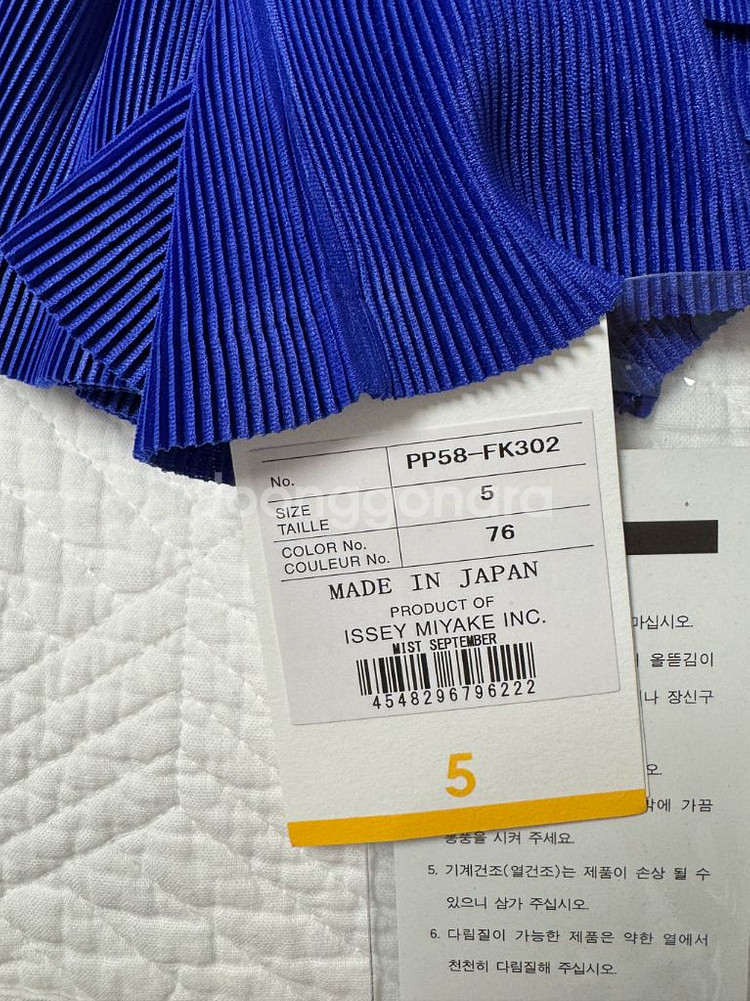 No. PP58-FK302
SIZE
TAILLE 5
COLOR No.
COULEUR No. 76
MADE IN JAPAN
PRODUCT OF
ISSEY MIYAKE INC.
MIST SEPTEMBER
4548296796222
5
joonggonara
마십시오.
올뜯김이
나 장신구
오.
밖에 가끔
통풍을 시켜 주세요.
5. 기계건조(열건조)는 제품이 손상 될 수
있으니 삼가 주십시오.
6. 다림질이 가능한 제품은 약한 열에서
천천히 다림질해 주십시오.